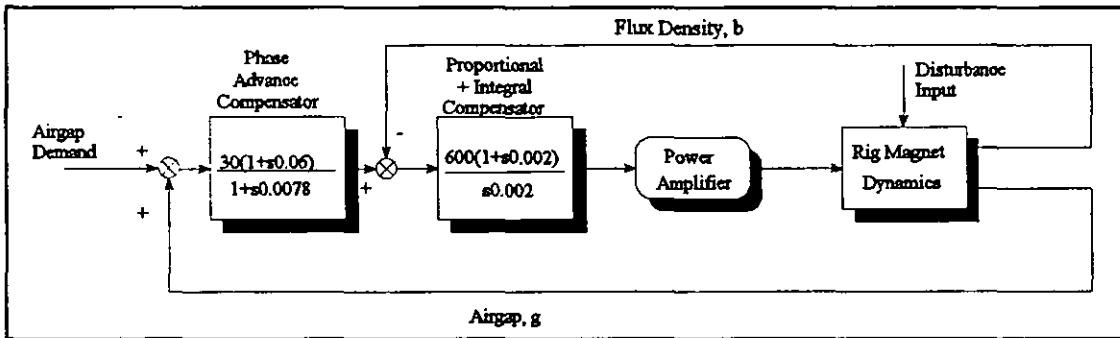 Flux Density, b
Phase
Advance
Compensator
Proportional
+ Integral
Compensator
Disturbance
Input
Airgap
Demand
+
+
30(1+s0.06)
1+s0.0078
-
+
600(1+s0.002)
s0.002
Power
Amplifier
Rig Magnet
Dynamics
Airgap, g